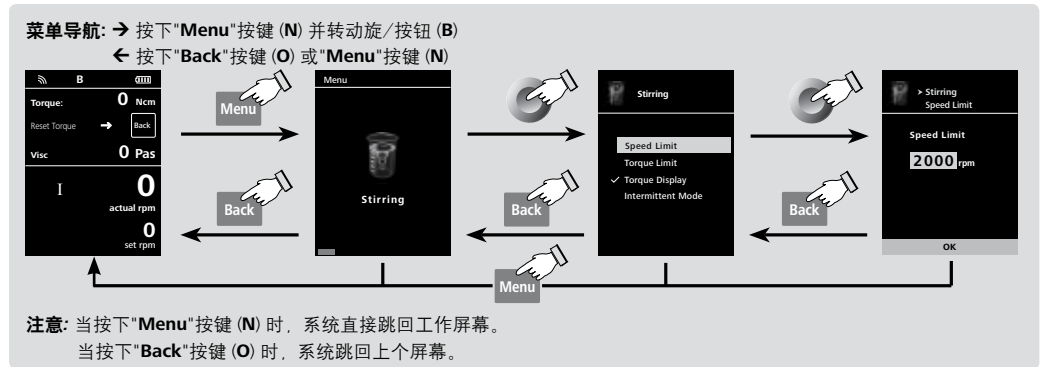 菜单导航: → 按下"Menu"按键 (N) 并转动旋/按钮 (B)
← 按下"Back"按键 (O) 或"Menu"按键 (N)
B
Torque: 0 Ncm
Reset Torque → Back
Visc 0 Pas
I 0
actual rpm
0
set rpm
Menu
Back
Menu
Stirring
Back
Stirring
Speed Limit
Torque Limit
✓ Torque Display
Intermittent Mode
Back
> Stirring
Speed Limit
Speed Limit
2000 rpm
OK
Menu
注意: 当按下"Menu"按键 (N) 时, 系统直接跳回工作屏幕。
当按下"Back"按键 (O) 时, 系统跳回上个屏幕。